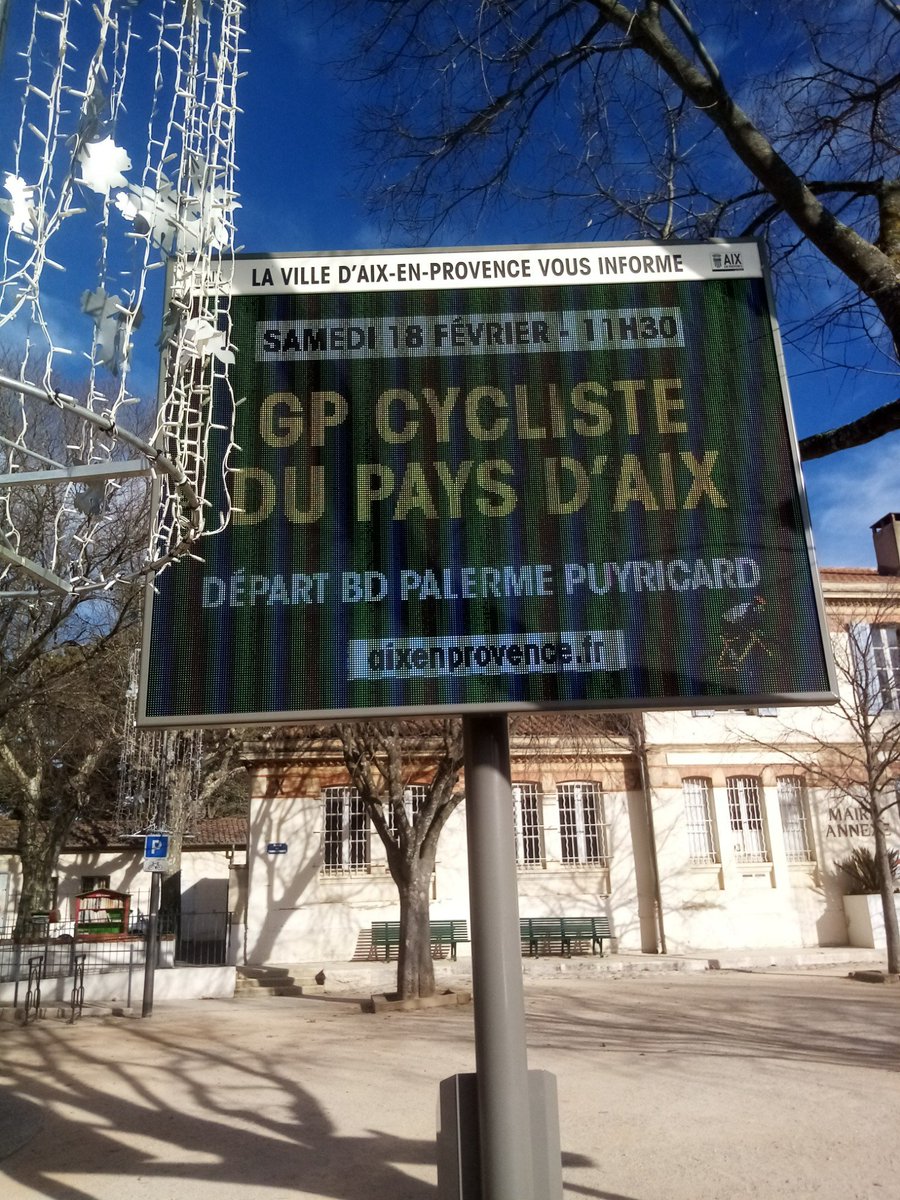 LA VILLE D'AIX-EN-PROVENCE VOUS INFORME
AIX
SAMEDI 18 FÉVRIER - 11H30
GP CYCLISTE
DU PAYS D'AIX
DÉPART BD PALERME PUYRICARD
aixenprovence.fr
P
MAIRIE
ANNEXE